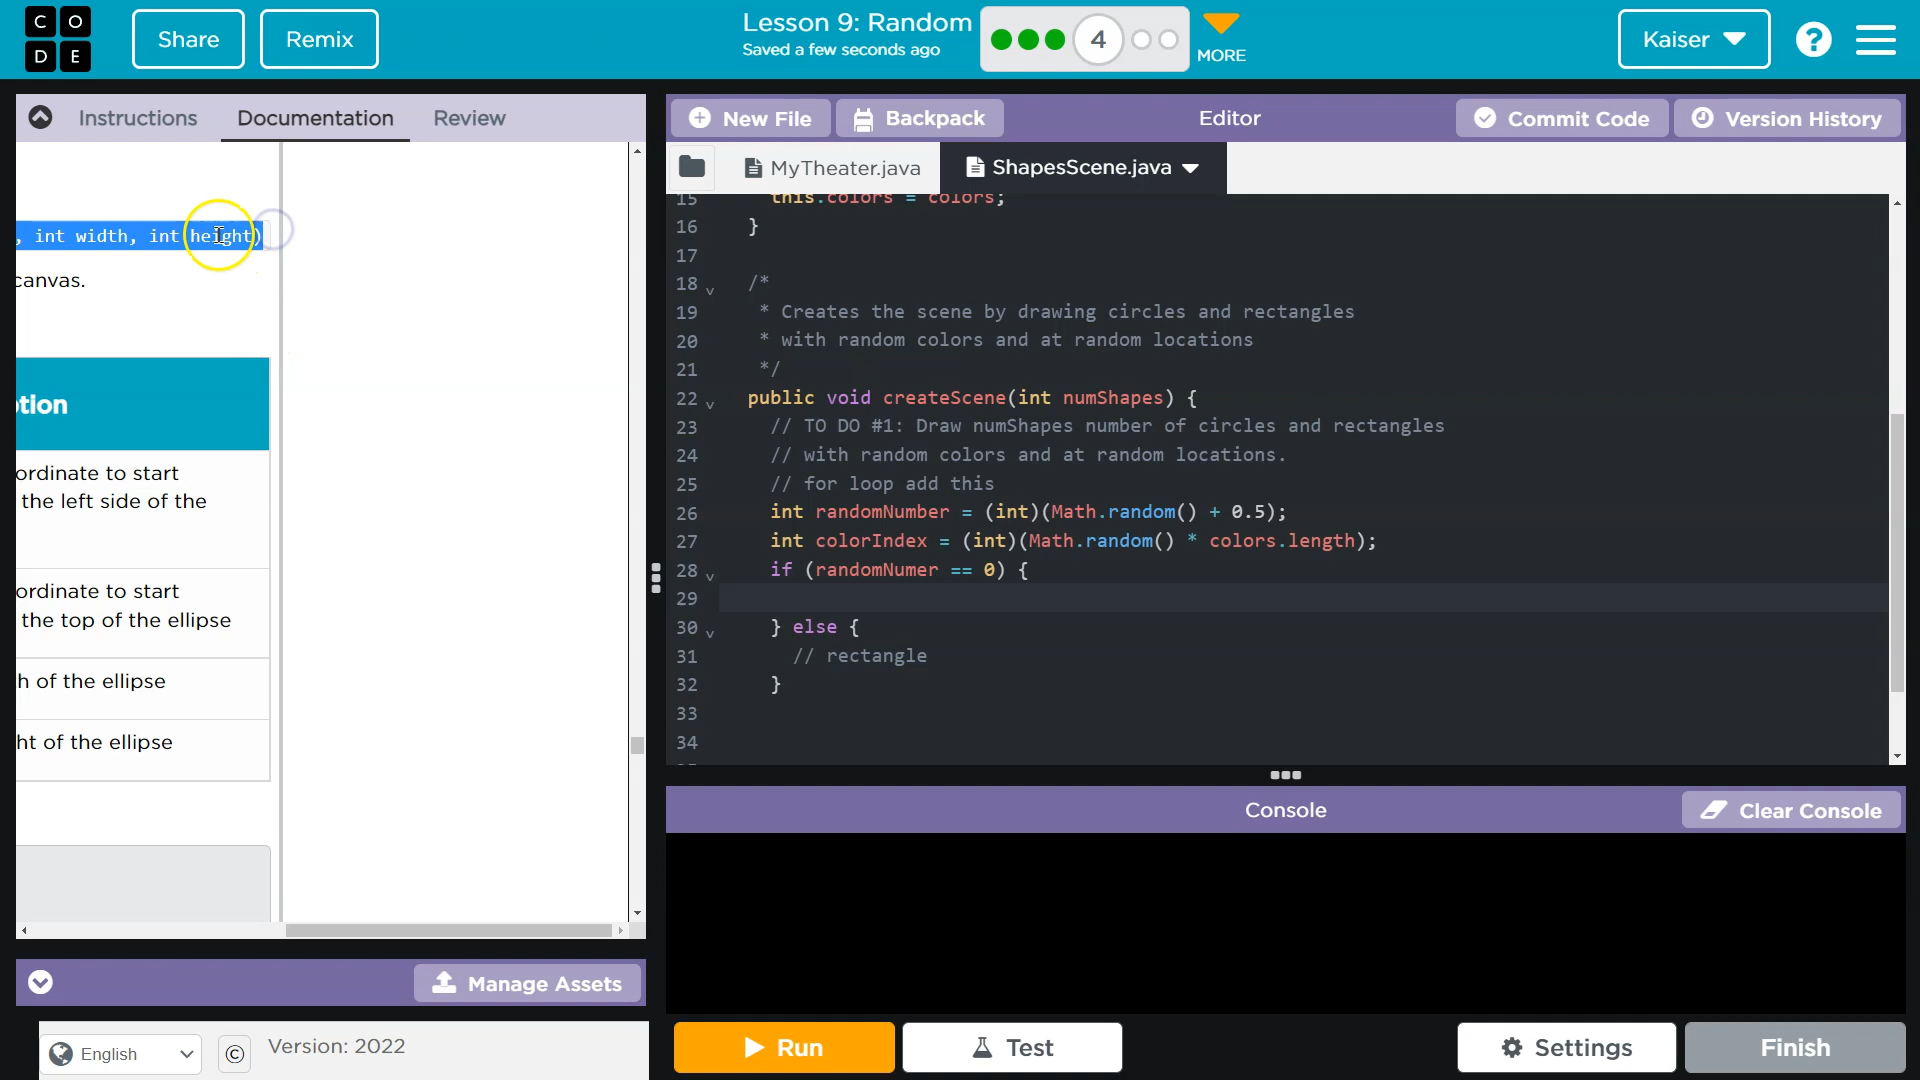 CO
DE
Share
Remix
Lesson 9: Random
Saved a few seconds ago
4
MORE
Kaiser
?
Instructions
Documentation
Review
New File
Backpack
Editor
Commit Code
Version History
MyTheater.java
ShapesScene.java
, int width, int height)
canvas.
ption
ordinate to start
the left side of the
ordinate to start
the top of the ellipse
h of the ellipse
ht of the ellipse
15 this.colors = colors;
16 }
17
18 /*
19 * Creates the scene by drawing circles and rectangles
20 * with random colors and at random locations
21 */
22 public void createScene(int numShapes) {
23 // TO DO #1: Draw numShapes number of circles and rectangles
24 // with random colors and at random locations.
25 // for loop add this
26 int randomNumber = (int)(Math.random() + 0.5);
27 int colorIndex = (int)(Math.random() * colors.length);
28 if (randomNumer == 0) {
29
30 } else {
31 // rectangle
32 }
33
34
Console
Clear Console
Manage Assets
English
©
Version: 2022
Run
Test
Settings
Finish